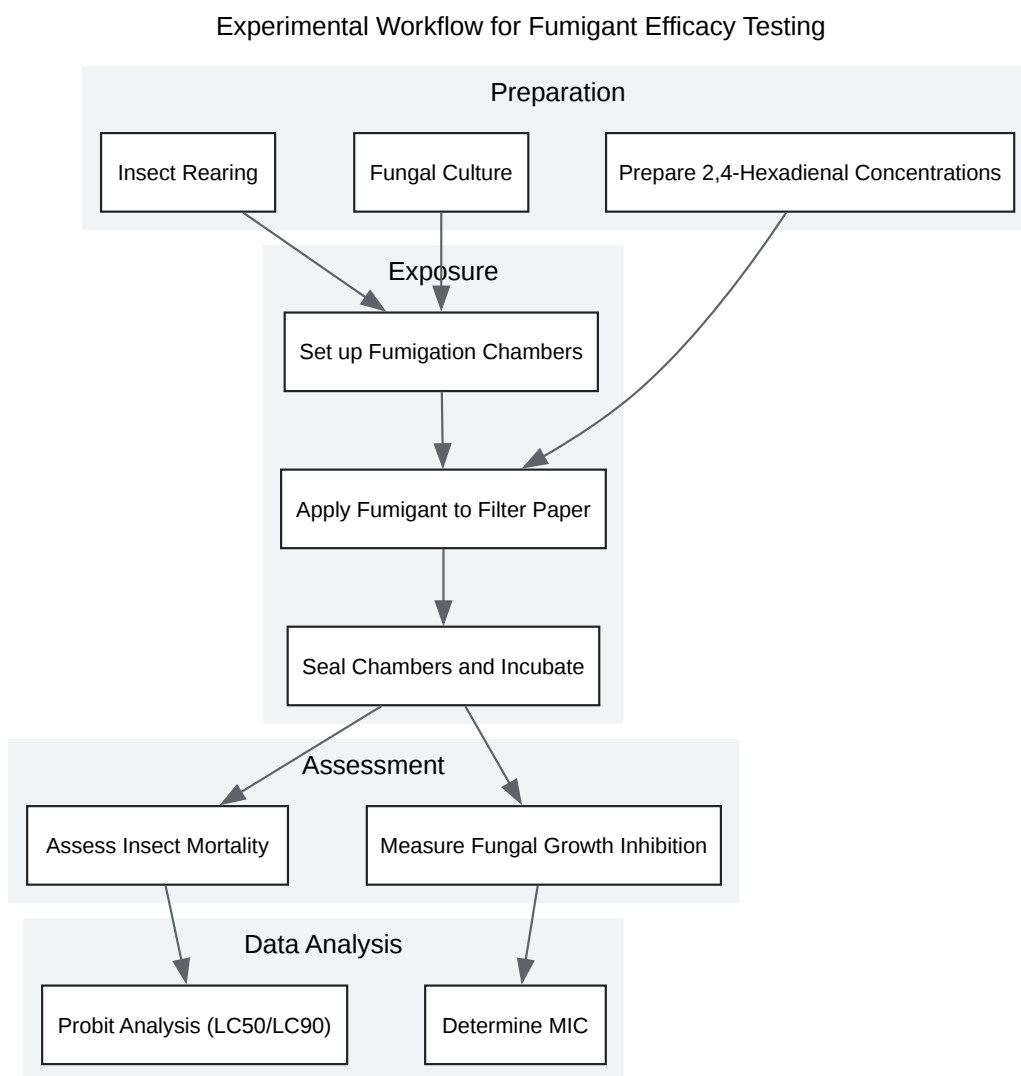 Experimental Workflow for Fumigant Efficacy Testing
Preparation
Insect Rearing
Fungal Culture
Prepare 2,4-Hexadienal Concentrations
Exposure
Set up Fumigation Chambers
Apply Fumigant to Filter Paper
Seal Chambers and Incubate
Assessment
Assess Insect Mortality
Measure Fungal Growth Inhibition
Data Analysis
Probit Analysis (LC50/LC90)
Determine MIC